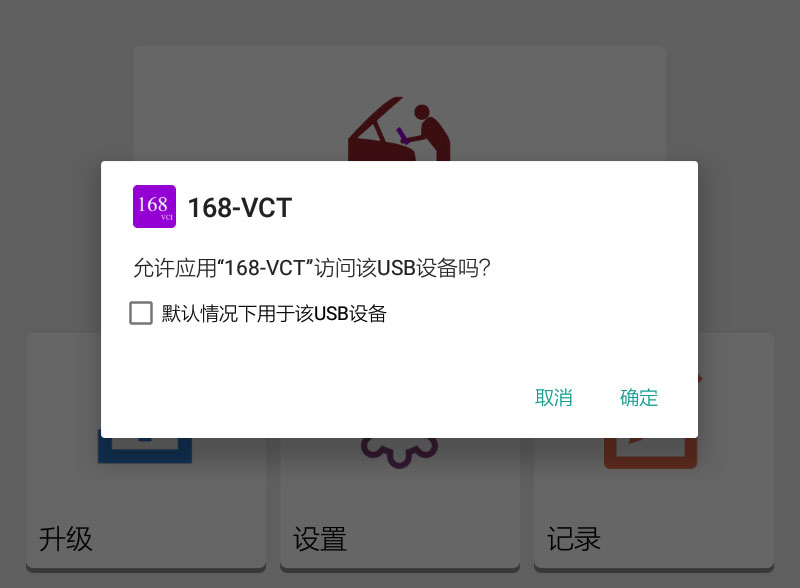 168
VCI
168-VCT
允许应用“168-VCT”访问该USB设备吗？
默认情况下用于该USB设备
取消
确定
升级
设置
记录